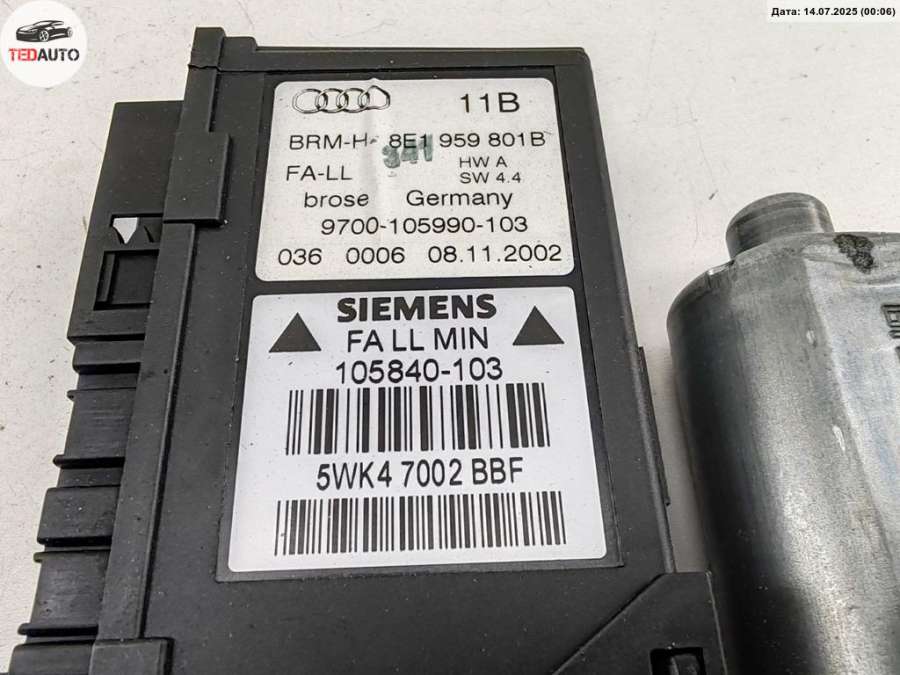 Дата: 14.07.2025 (00:06)
TEDAUTO
11B
BRM-H 8E1 959 801B
341
FA-LL HW A
SW 4.4
brose Germany
9700-105990-103
036 0006 08.11.2002
SIEMENS
FA LL MIN
105840-103
5WK4 7002 BBF